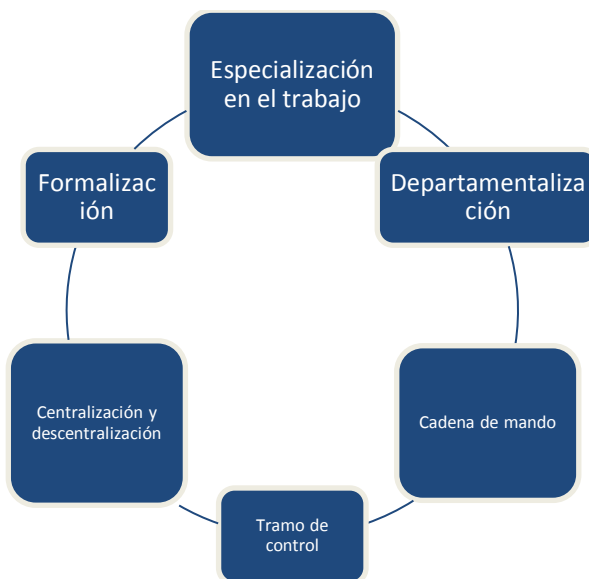 Especialización
en el trabajo
Departamentaliza
ción
Cadena de mando
Tramo de
control
Centralización y
descentralización
Formalizac
ión